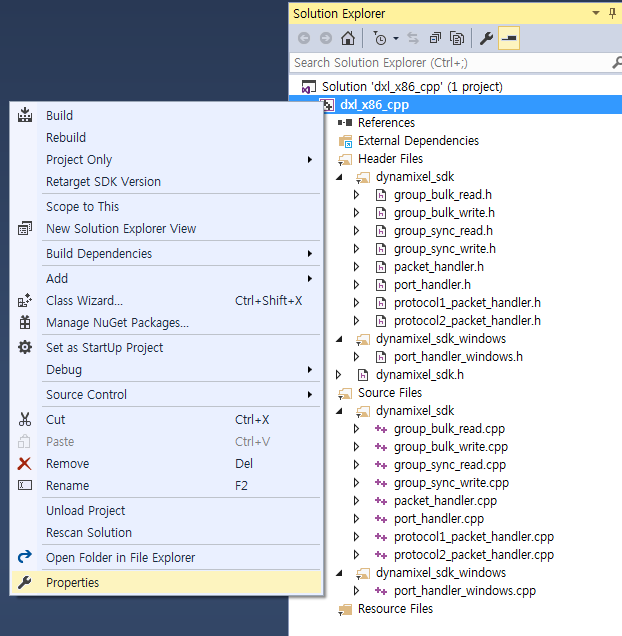 Solution Explorer
Search Solution Explorer (Ctrl+;)
Solution 'dxl_x86_cpp' (1 project)
dxl_x86_cpp
References
External Dependencies
Header Files
dynamixel_sdk
group_bulk_read.h
group_bulk_write.h
group_sync_read.h
group_sync_write.h
packet_handler.h
port_handler.h
protocol1_packet_handler.h
protocol2_packet_handler.h
dynamixel_sdk_windows
port_handler_windows.h
dynamixel_sdk.h
Source Files
dynamixel_sdk
group_bulk_read.cpp
group_bulk_write.cpp
group_sync_read.cpp
group_sync_write.cpp
packet_handler.cpp
port_handler.cpp
protocol1_packet_handler.cpp
protocol2_packet_handler.cpp
dynamixel_sdk_windows
port_handler_windows.cpp
Resource Files
Build
Rebuild
Project Only
Retarget SDK Version
Scope to This
New Solution Explorer View
Build Dependencies
Add
Class Wizard... Ctrl+Shift+X
Manage NuGet Packages...
Set as StartUp Project
Debug
Source Control
Cut Ctrl+X
Paste Ctrl+V
Remove Del
Rename F2
Unload Project
Rescan Solution
Open Folder in File Explorer
Properties